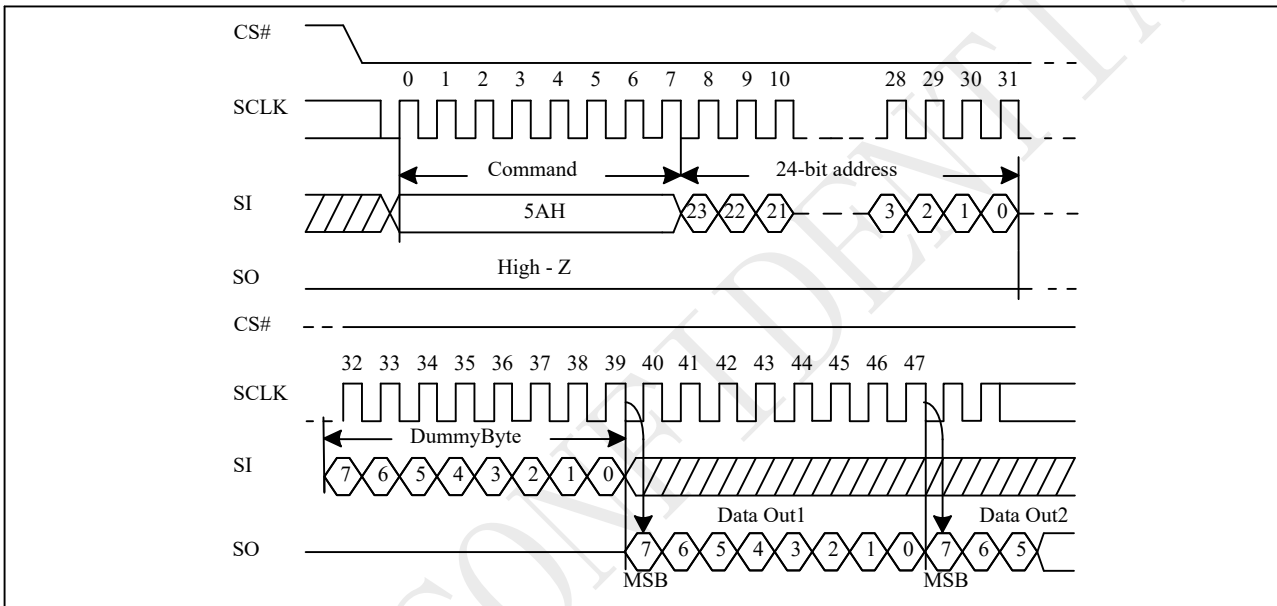 CS#
0 1 2 3 4 5 6 7 8 9 10 28 29 30 31
SCLK
Command 24-bit address
SI 5AH 23 22 21 3 2 1 0
High - Z
SO
CS#
32 33 34 35 36 37 38 39 40 41 42 43 44 45 46 47
SCLK
DummyByte
SI 7 6 5 4 3 2 1 0
Data Out1 Data Out2
SO 7 6 5 4 3 2 1 0 7 6 5
MSB MSB